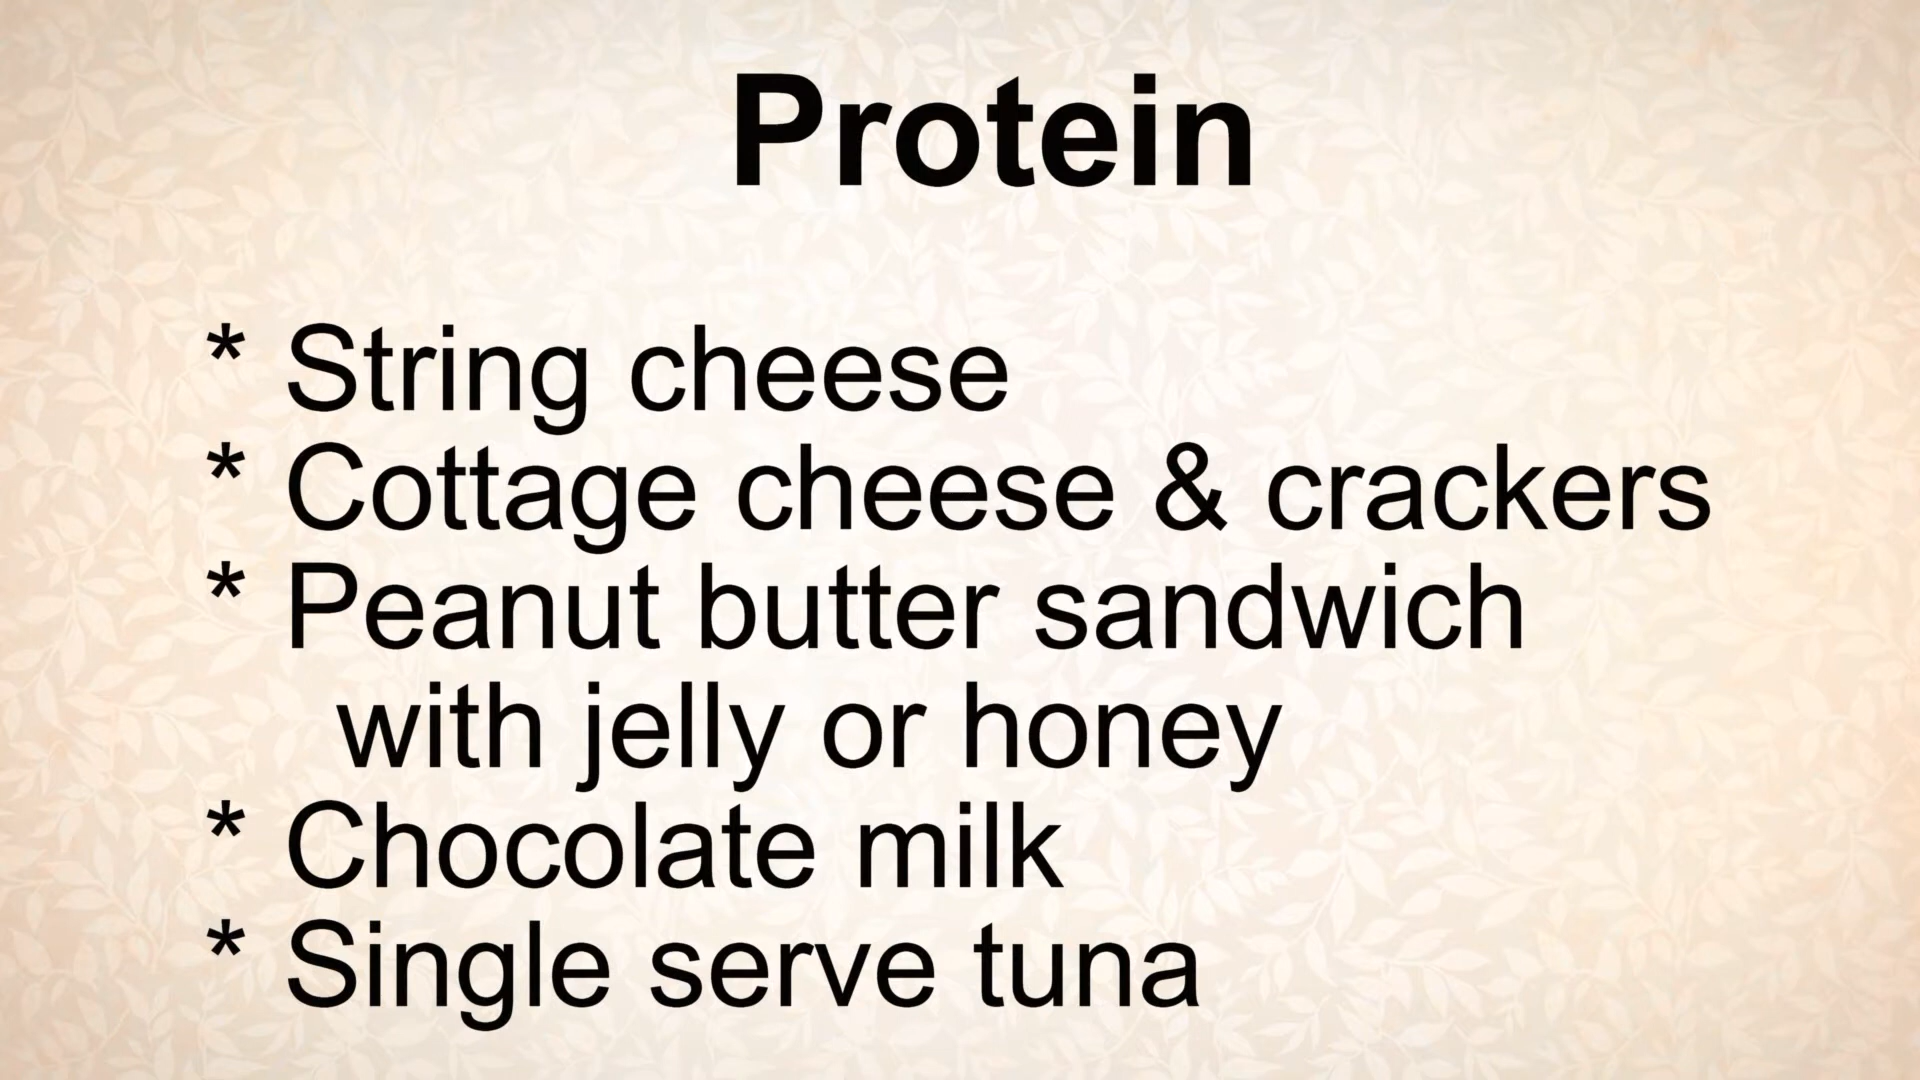 Protein
* String cheese
* Cottage cheese & crackers
* Peanut butter sandwich
with jelly or honey
* Chocolate milk
* Single serve tuna